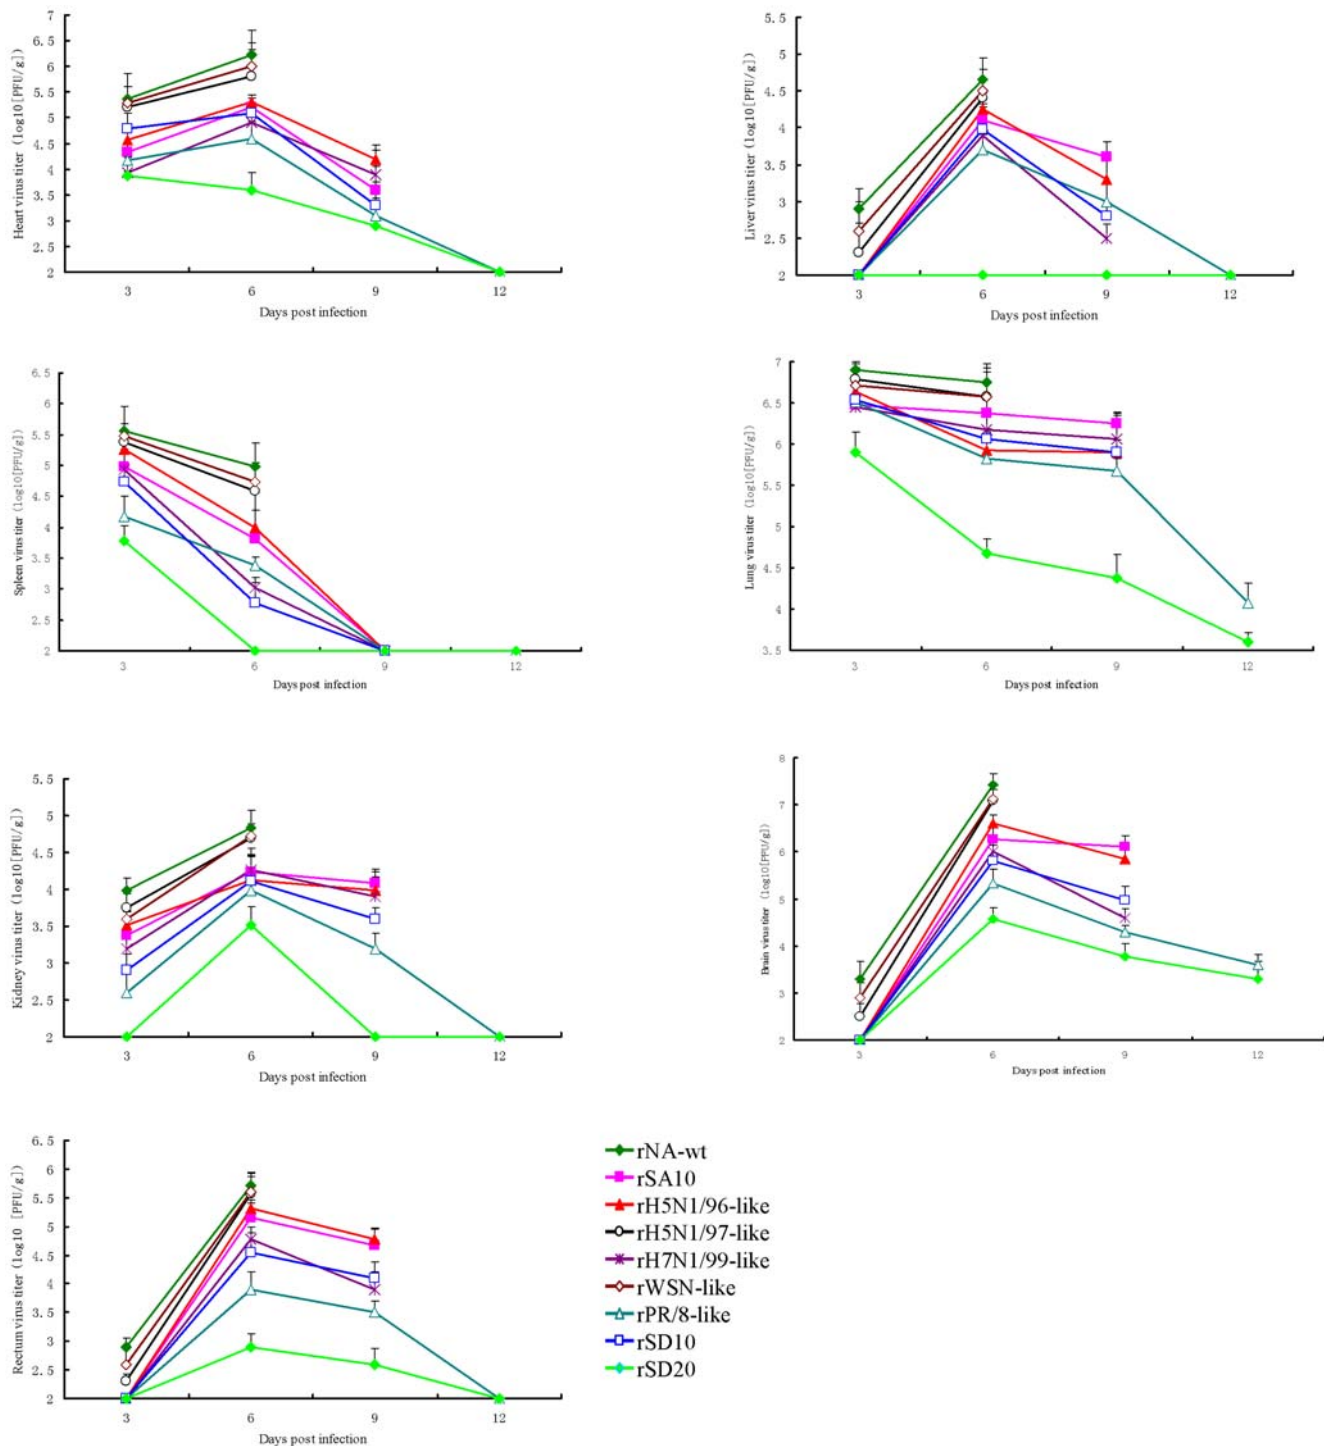 Heart virus titer (log10[PFU/g])
7
6.5
6
5.5
5
4.5
4
3.5
3
2.5
2
3 6 9 12
Days post infection
Liver virus titer (log10[PFU/g])
5.5
5
4.5
4
3.5
3
2.5
2
3 6 9 12
Days post infection
Spleen virus titer (log10[PFU/g])
6.5
6
5.5
5
4.5
4
3.5
3
2.5
2
3 6 9 12
Days post infection
Lung virus titer (log10[PFU/g])
7
6.5
6
5.5
5
4.5
4
3.5
3 6 9 12
Days post infection
Kidney virus titer (log10[PFU/g])
5.5
5
4.5
4
3.5
3
2.5
2
3 6 9 12
Days post infection
Brain virus titer (log10[PFU/g])
8
7
6
5
4
3
2
3 6 9 12
Days post infection
Rectum virus titer (log10 [PFU/g])
6.5
6
5.5
5
4.5
4
3.5
3
2.5
2
3 6 9 12
Days post infection
rNA-wt
rSA10
rH5N1/96-like
rH5N1/97-like
rH7N1/99-like
rWSN-like
rPR/8-like
rSD10
rSD20